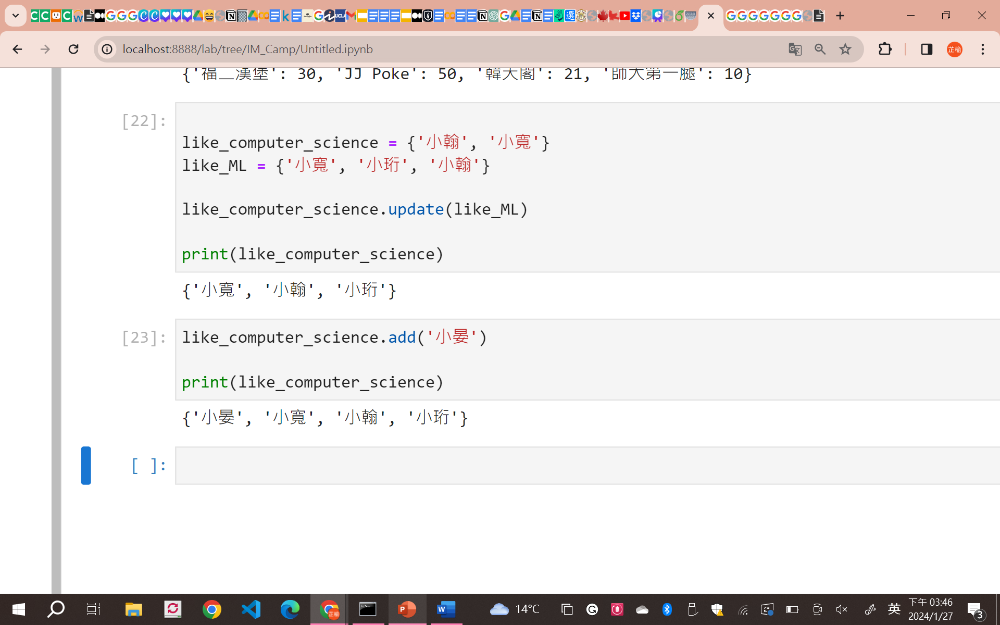 localhost:8888/lab/tree/IM_Camp/Untitled.ipynb
芷榆
{'福二漢堡': 30, 'JJ Poke': 50, '韓大閣': 21, '師大第一腿': 10}
[22]:
like_computer_science = {'小翰', '小寬'}
like_ML = {'小寬', '小珩', '小翰'}
like_computer_science.update(like_ML)
print(like_computer_science)
{'小寬', '小翰', '小珩'}
[23]:
like_computer_science.add('小晏')
print(like_computer_science)
{'小晏', '小寬', '小翰', '小珩'}
[ ]:
14°C
英
下午 03:46
2024/1/27
3